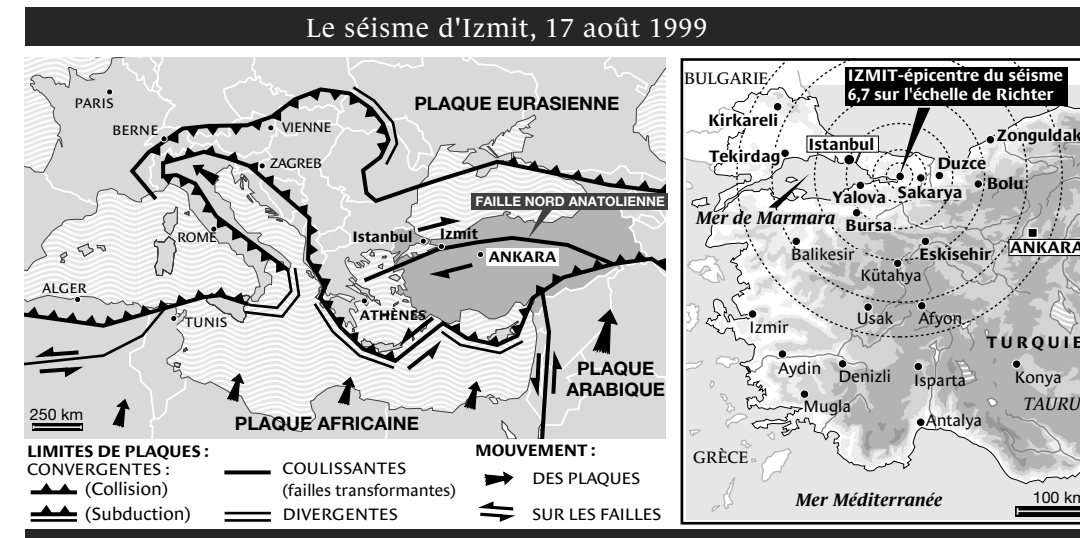 Le séisme d'Izmit, 17 août 1999
PARIS
BERNE
VIENNE
ZAGREB
ROME
ALGER
TUNIS
ATHÈNES
Istanbul
Izmit
ANKARA
PLAQUE EURASIENNE
FAILLE NORD ANATOLIENNE
PLAQUE
ARABIQUE
PLAQUE AFRICAINE
250 km
LIMITES DE PLAQUES :
CONVERGENTES :
(Collision)
(Subduction)
COULISSANTES
(failles transformantes)
DIVERGENTES
MOUVEMENT :
DES PLAQUES
SUR LES FAILLES
BULGARIE
IZMIT-épicentre du séisme
6,7 sur l'échelle de Richter
Kirkareli
Tekirdag
Istanbul
Zonguldak
Duzce
Sakarya
Bolu
Yalova
Mer de Marmara
Bursa
ANKARA
Balikesir
Eskisehir
Kütahya
Usak
Afyon
Izmir
TURQUIE
Aydin
Denizli
Isparta
Konya
Mugla
TAURU
Antalya
GRÈCE
Mer Méditerranée
100 km